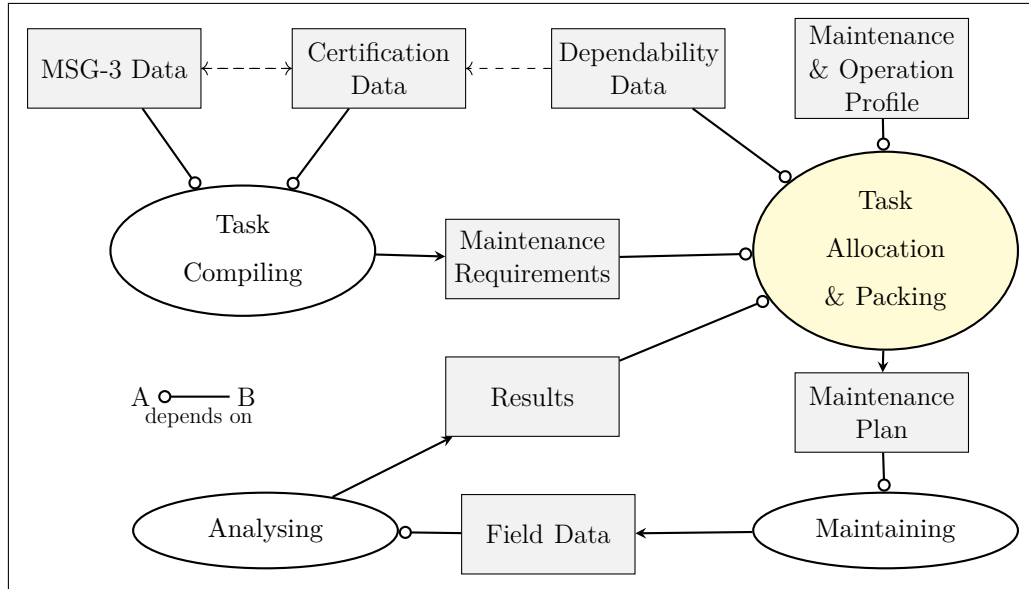 MSG-3 Data
Certification
Data
Dependability
Data
Maintenance
& Operation
Profile
Task
Compiling
Maintenance
Requirements
Task
Allocation
& Packing
Results
A B
depends on
Maintenance
Plan
Analysing
Field Data
Maintaining